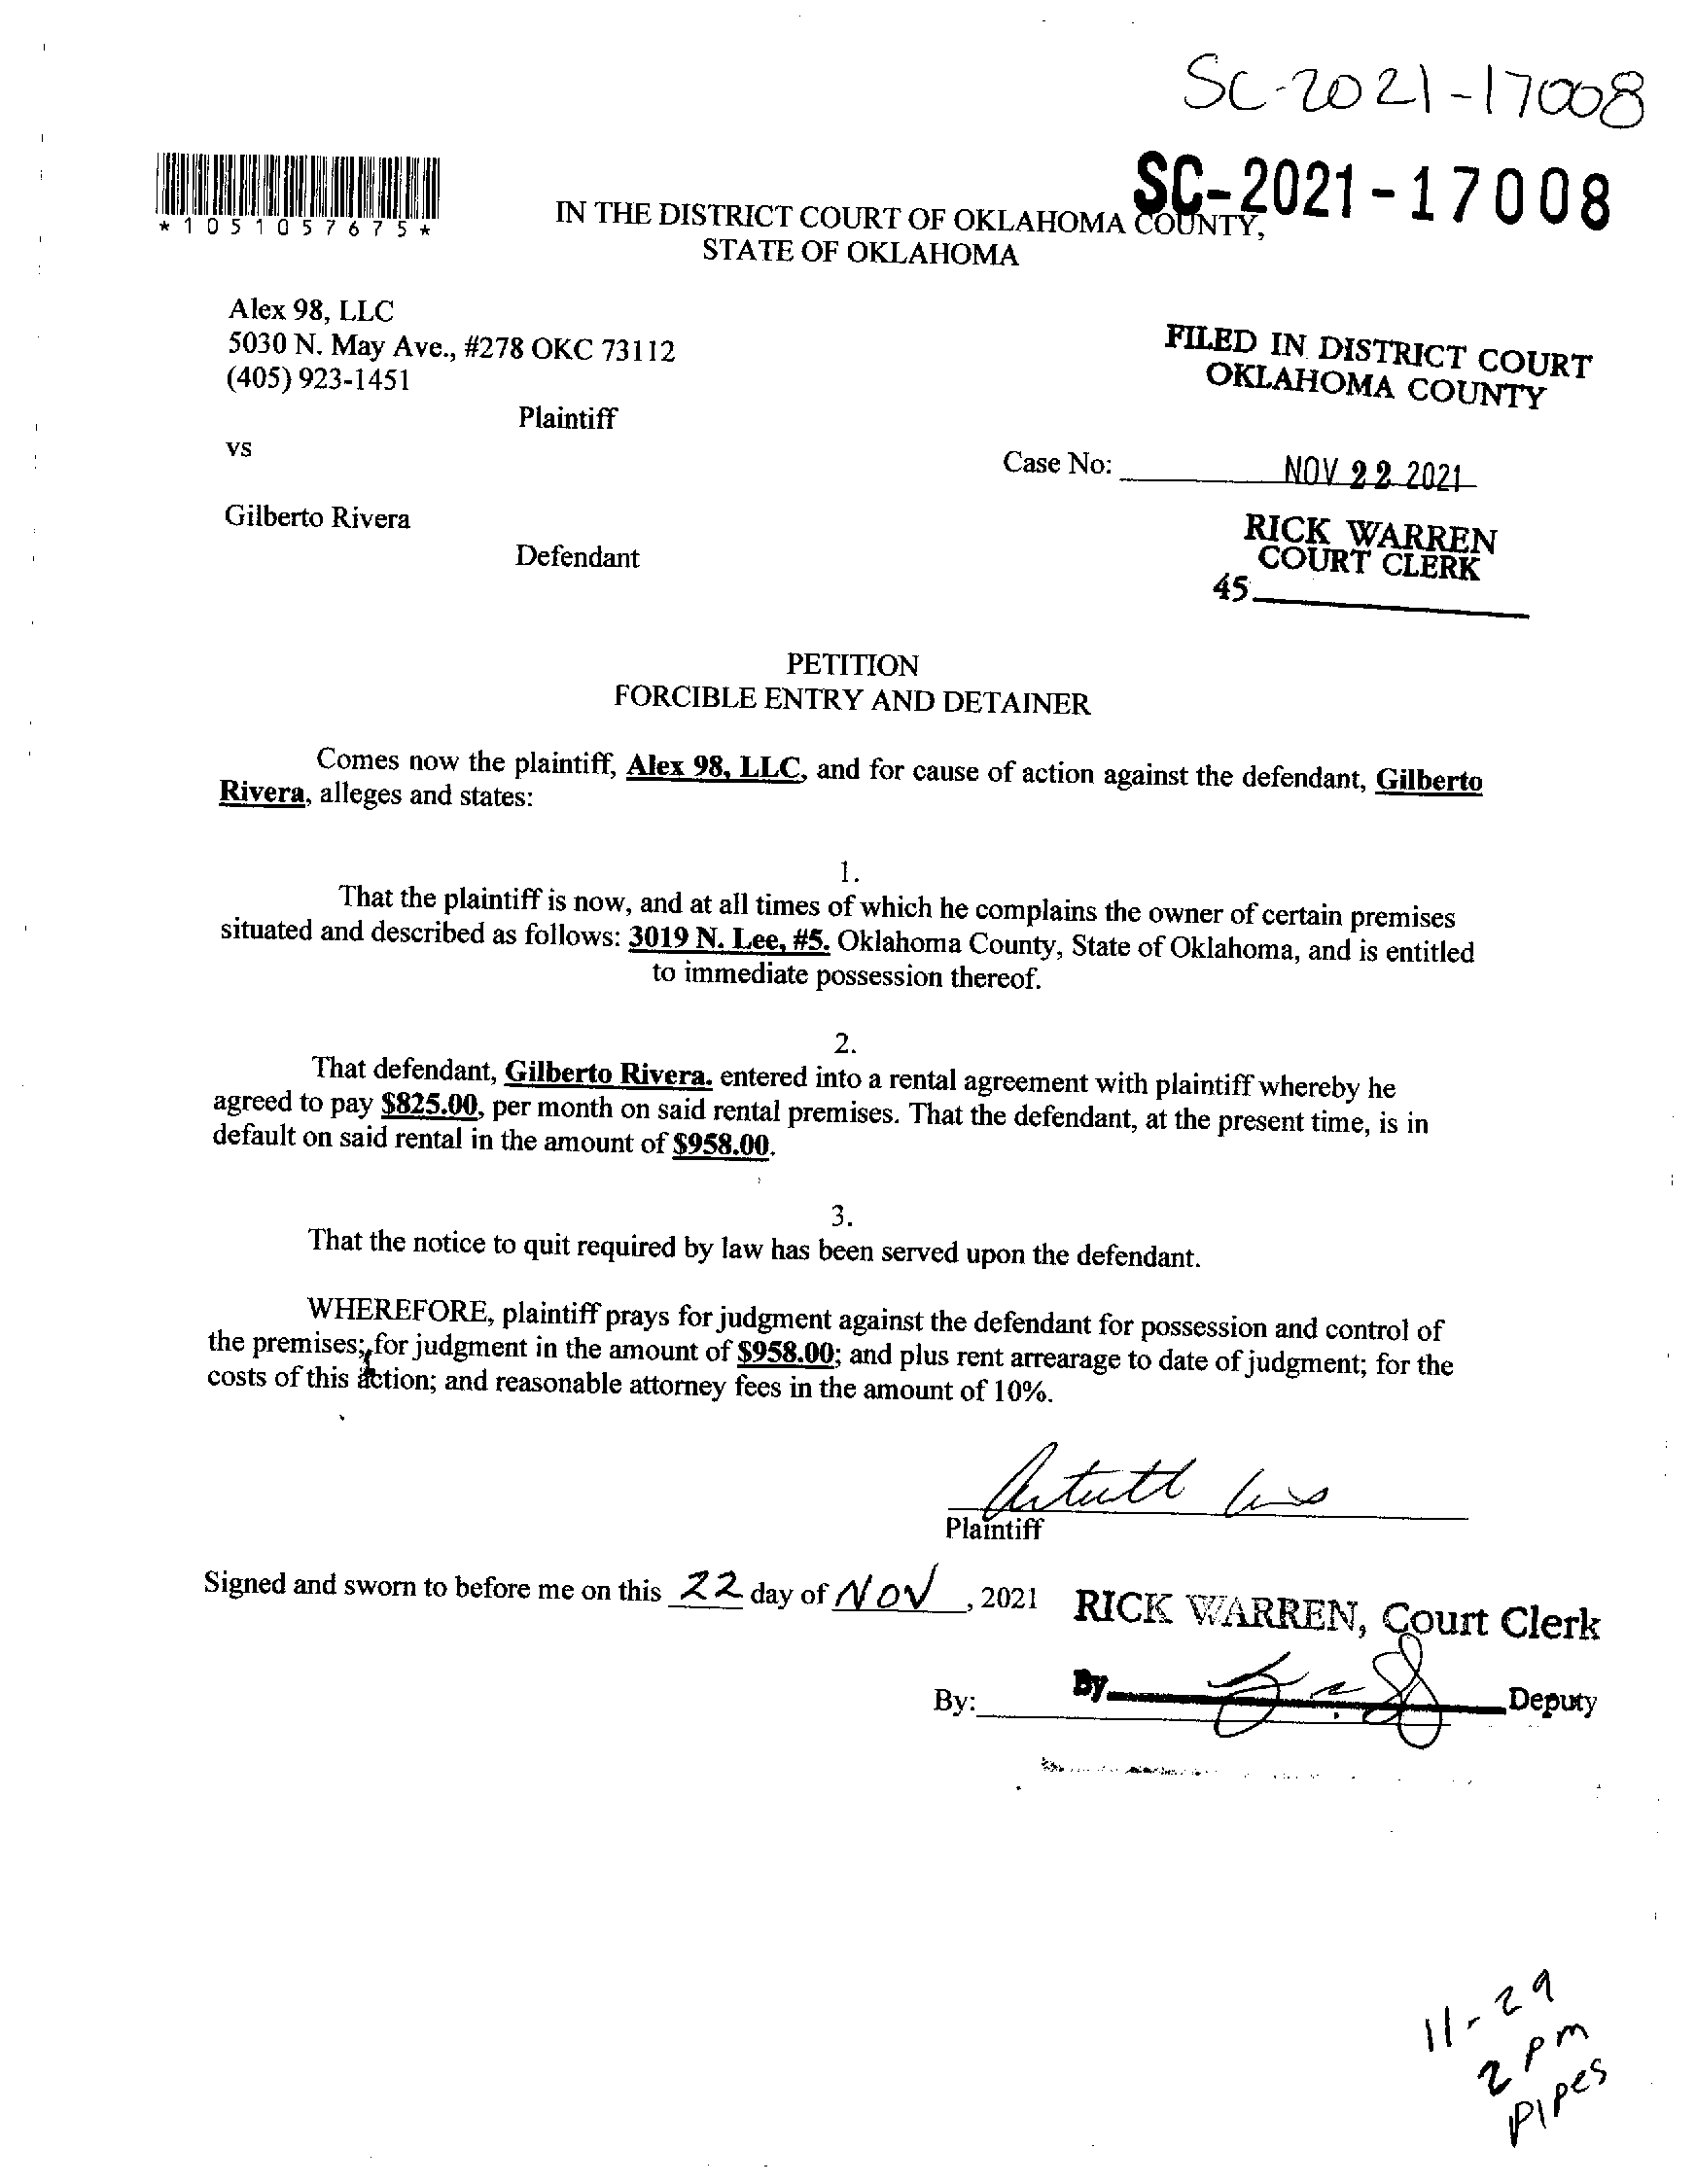 SC-2021-17008
SC-2021-17008
*1051057675*
IN THE DISTRICT COURT OF OKLAHOMA COUNTY,
STATE OF OKLAHOMA
Alex 98, LLC
5030 N. May Ave., #278 OKC 73112
(405) 923-1451
Plaintiff
vs
Gilberto Rivera
Defendant
FILED IN DISTRICT COURT
OKLAHOMA COUNTY
Case No:
NOV 22 2021
RICK WARREN
COURT CLERK
45
PETITION
FORCIBLE ENTRY AND DETAINER
Comes now the plaintiff, Alex 98, LLC, and for cause of action against the defendant, Gilberto
Rivera, alleges and states:
1.
That the plaintiff is now, and at all times of which he complains the owner of certain premises
situated and described as follows: 3019 N. Lee, #5. Oklahoma County, State of Oklahoma, and is entitled
to immediate possession thereof.
2.
That defendant, Gilberto Rivera. entered into a rental agreement with plaintiff whereby he
agreed to pay $825.00, per month on said rental premises. That the defendant, at the present time, is in
default on said rental in the amount of $958.00.
3.
That the notice to quit required by law has been served upon the defendant.
WHEREFORE, plaintiff prays for judgment against the defendant for possession and control of
the premises; for judgment in the amount of $958.00; and plus rent arrearage to date of judgment; for the
costs of this action; and reasonable attorney fees in the amount of 10%.
Plaintiff
Signed and sworn to before me on this 22 day of NOV, 2021
RICK WARREN, Court Clerk
By: By Deputy
11-29
2 pm
Pipes